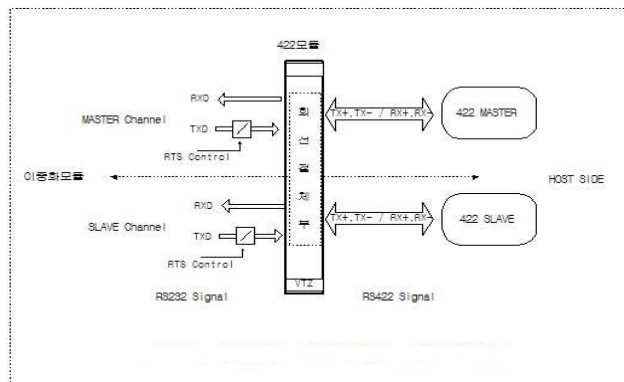 422모듈
RXD
MASTER Channel
TXD
RTS Control
TX+,TX- / RX+,RX-
422 MASTER
회
선
절
체
부
이중화모듈
HOST SIDE
RXD
SLAVE Channel
TXD
RTS Control
TX+,TX- / RX+,RX-
422 SLAVE
VTZ
RS232 Signal
RS422 Signal